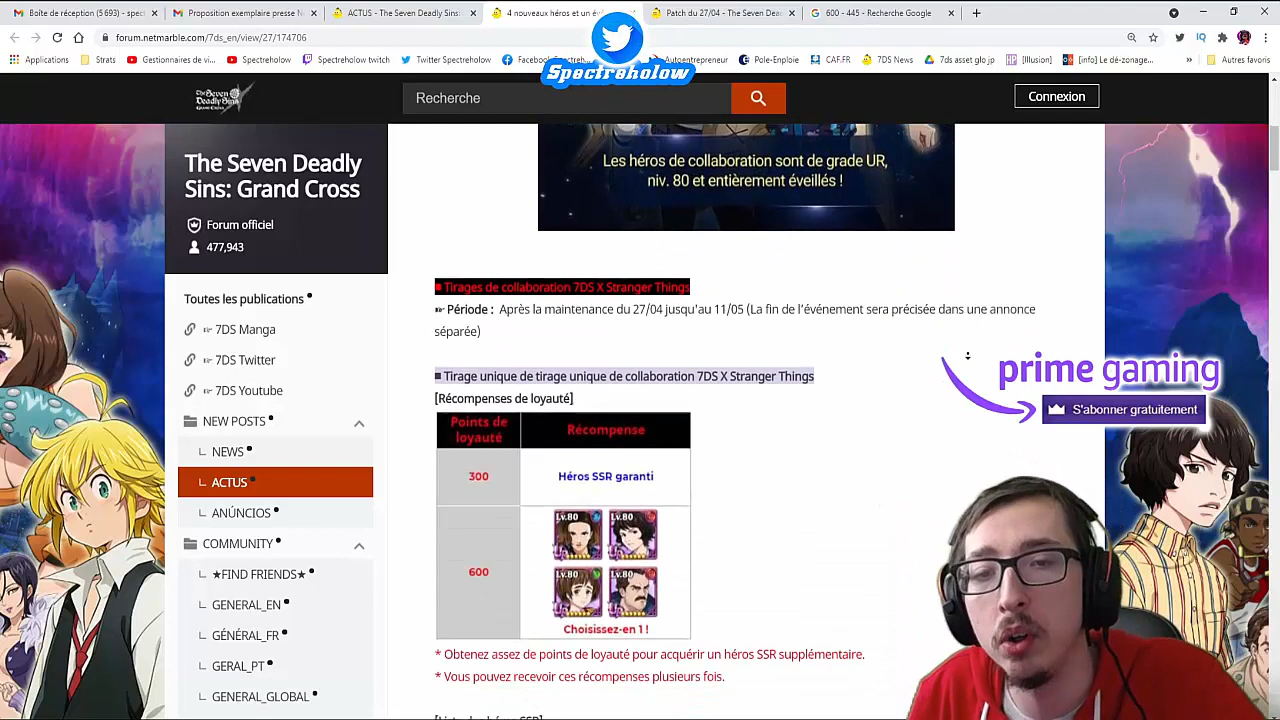 Boîte de réception (5 693) - spec
Proposition exemplaire presse N
ACTUS - The Seven Deadly Sins:
4 nouveaux héros et un év
Patch du 27/04 - The Seven Dea
600 - 445 - Recherche Google
forum.netmarble.com/7ds_en/view/27/174706
Applications
Strats
Gestionnaires de vi...
Spectreholow
Spectreholow twitch
Twitter Spectreholow
Facebook Spectreh...
Autoentrepreneur
Pole-Emploie
CAF.FR
7DS News
7ds asset glo jp
[Illusion]
[info] Le dé-zonage...
Autres favoris
Spectreholow
The Seven Deadly Sins
GRAND CROSS
Recherche
Connexion
The Seven Deadly
Sins: Grand Cross
Forum officiel
477,943
Toutes les publications
7DS Manga
7DS Twitter
7DS Youtube
NEW POSTS
NEWS
ACTUS
ANÚNCIOS
COMMUNITY
★FIND FRIENDS★
GENERAL_EN
GÉNÉRAL_FR
GERAL_PT
GENERAL_GLOBAL
Les héros de collaboration sont de grade UR,
niv. 80 et entièrement éveillés !
■ Tirages de collaboration 7DS X Stranger Things
☞ Période : Après la maintenance du 27/04 jusqu'au 11/05 (La fin de l'événement sera précisée dans une annonce
séparée)
■ Tirage unique de tirage unique de collaboration 7DS X Stranger Things
[Récompenses de loyauté]
Points de
loyauté
Récompense
300
Héros SSR garanti
600
Lv.80 Lv.80
Lv.80 Lv.80
Choisissez-en 1 !
* Obtenez assez de points de loyauté pour acquérir un héros SSR supplémentaire.
* Vous pouvez recevoir ces récompenses plusieurs fois.
prime gaming
S'abonner gratuitement